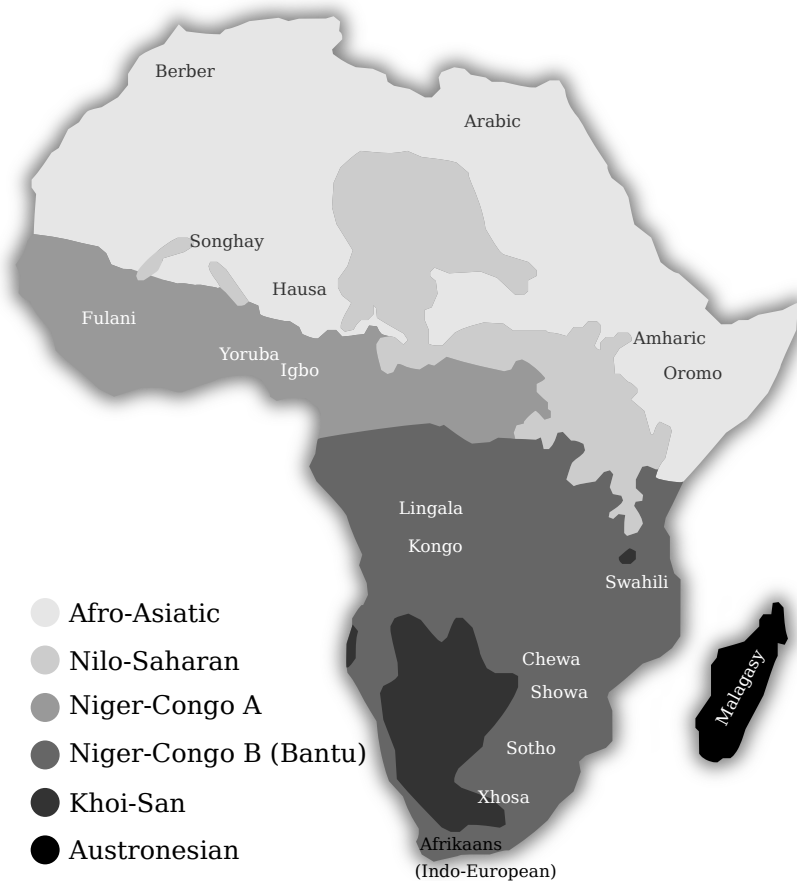 Berber
Arabic
Songhay
Hausa
Fulani
Amharic
Yoruba
Igbo
Oromo
Lingala
Kongo
Swahili
Afro-Asiatic
Nilo-Saharan
Niger-Congo A
Niger-Congo B (Bantu)
Khoi-San
Austronesian
Chewa
Showa
Malagasy
Sotho
Xhosa
Afrikaans
(Indo-European)